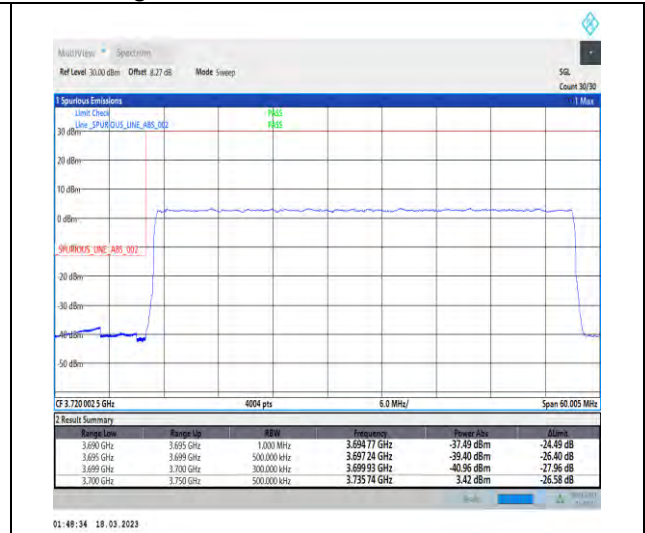 MultiView Spectrum
Ref Level 30.00 dBm Offset 8.27 dB Mode Sweep SGL
Count 30/30
1 Spurious Emissions 1 Max
Limit Check PASS
Line _SPURIOUS_LINE_ABS_002 PASS
30 dBm
20 dBm
10 dBm
0 dBm
SPURIOUS_LINE_ABS_002
-20 dBm
-30 dBm
-40 dBm
-50 dBm
CF 3.720 002 5 GHz 4004 pts 6.0 MHz/ Span 60.005 MHz
2 Result Summary
Range Low Range Up RBW Frequency Power Abs ΔLimit
3.690 GHz 3.695 GHz 1.000 MHz 3.694 77 GHz -37.49 dBm -24.49 dB
3.695 GHz 3.699 GHz 500.000 kHz 3.697 24 GHz -39.40 dBm -26.40 dB
3.699 GHz 3.700 GHz 300.000 kHz 3.699 93 GHz -40.96 dBm -27.96 dB
3.700 GHz 3.750 GHz 500.000 kHz 3.735 74 GHz 3.42 dBm -26.58 dB
01:48:34 18.03.2023